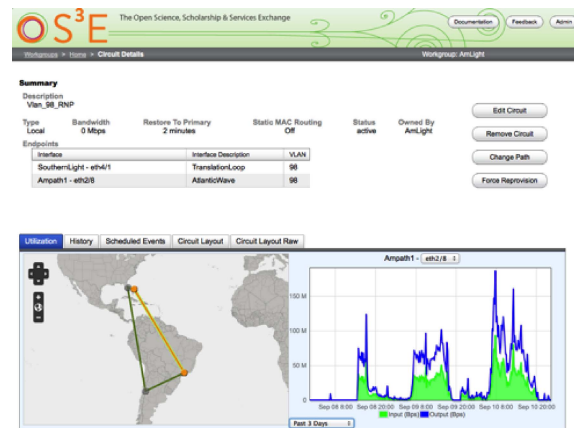 OS3E
The Open Science, Scholarship & Services Exchange
Documentation Feedback Admin
Workgroups > Home > Circuit Details
Workgroup: AmLight
Summary
Description
Vlan_98_RNP
Type Bandwidth Restore To Primary Static MAC Routing Status Owned By
Local 0 Mbps 2 minutes Off active AmLight
Endpoints
Interface Interface Description VLAN
SouthernLight - eth4/1 TranslationLoop 98
Ampath1 - eth2/8 AtlanticWave 98
Edit Circuit
Remove Circuit
Change Path
Force Reprovision
Utilization History Scheduled Events Circuit Layout Circuit Layout Raw
Ampath1 - eth2/8
150 M
100 M
50 M
0
Sep 08 8:00 Sep 08 20:00 Sep 09 8:00 Sep 09 20:00 Sep 10 8:00 Sep 10 20:00
Input (Bps) Output (Bps)
Past 3 Days